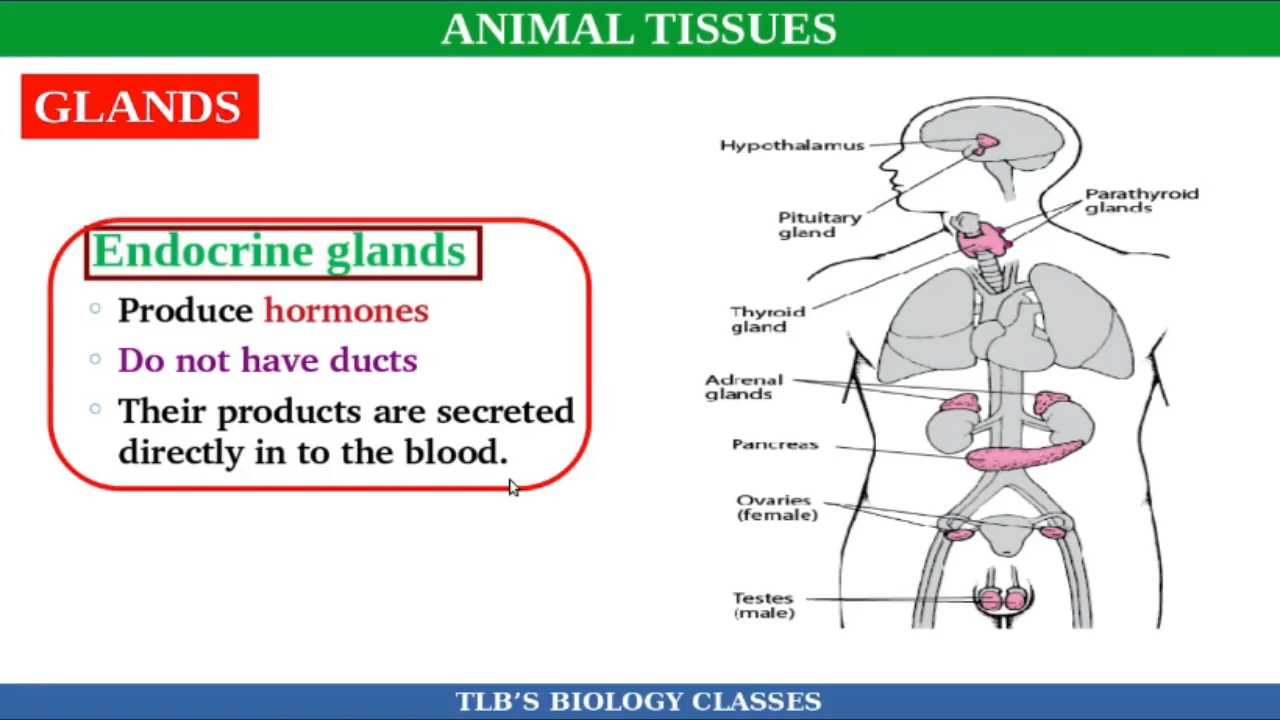 ANIMAL TISSUES
GLANDS
Endocrine glands
Produce hormones
Do not have ducts
Their products are secreted
directly in to the blood.
Hypothalamus
Pituitary
gland
Parathyroid
glands
Thyroid
gland
Adrenal
glands
Pancreas
Ovaries
(female)
Testes
(male)
TLB'S BIOLOGY CLASSES